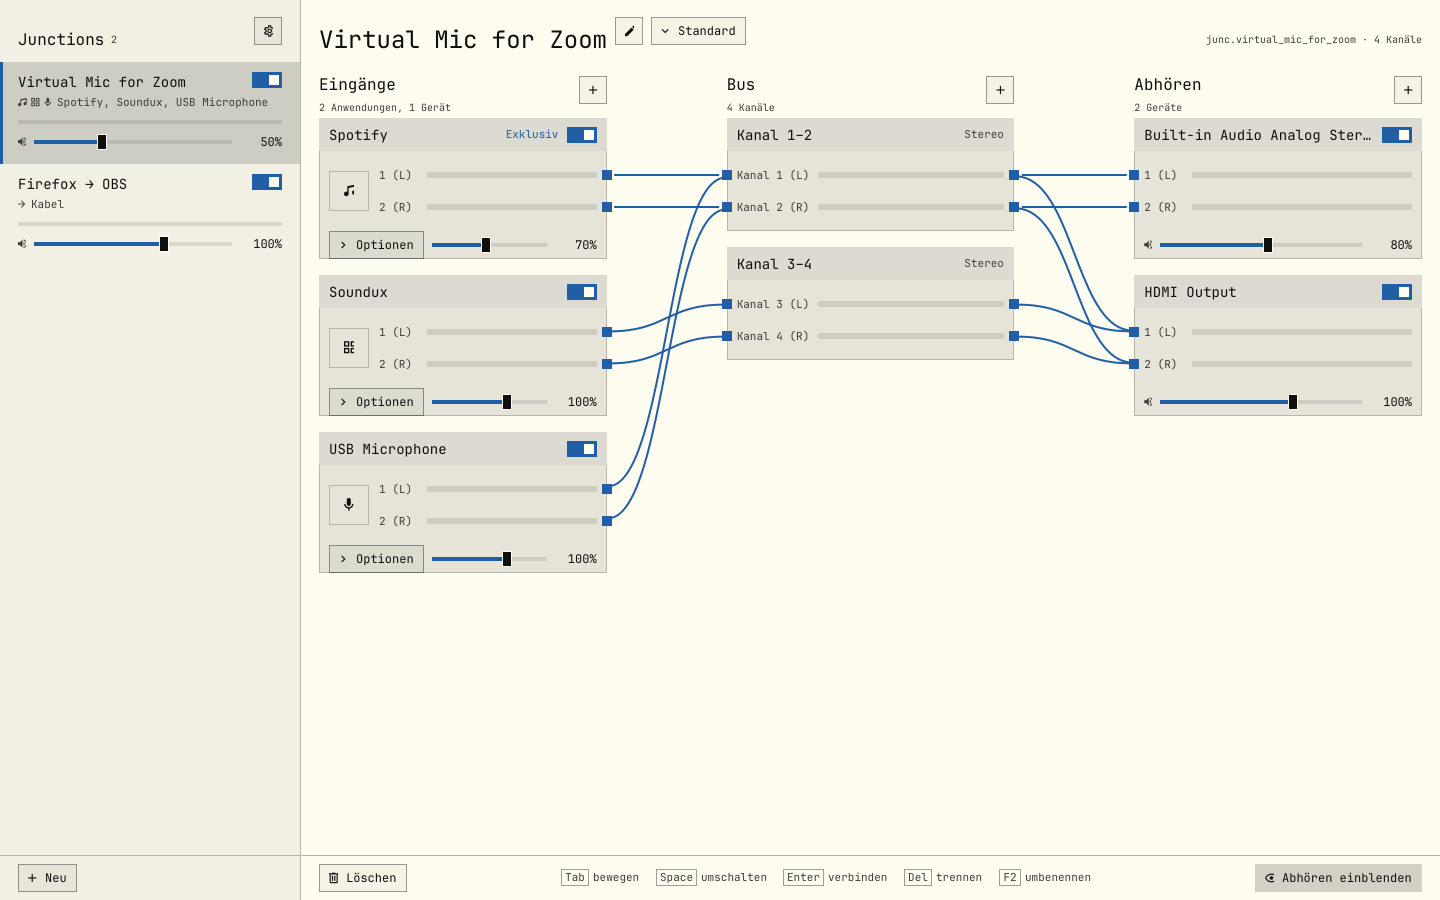 Junctions 2
Virtual Mic for Zoom
Spotify, Soundux, USB Microphone
50%
Firefox → OBS
→ Kabel
100%
+ Neu
Virtual Mic for Zoom
Standard
junc.virtual_mic_for_zoom · 4 Kanäle
Eingänge
2 Anwendungen, 1 Gerät
Spotify Exklusiv
1 (L)
2 (R)
Optionen 70%
Soundux
1 (L)
2 (R)
Optionen 100%
USB Microphone
1 (L)
2 (R)
Optionen 100%
Bus
4 Kanäle
Kanal 1–2 Stereo
Kanal 1 (L)
Kanal 2 (R)
Kanal 3–4 Stereo
Kanal 3 (L)
Kanal 4 (R)
Abhören
2 Geräte
Built-in Audio Analog Ster…
1 (L)
2 (R)
80%
HDMI Output
1 (L)
2 (R)
100%
Löschen
Tab bewegen Space umschalten Enter verbinden Del trennen F2 umbenennen
Abhören einblenden